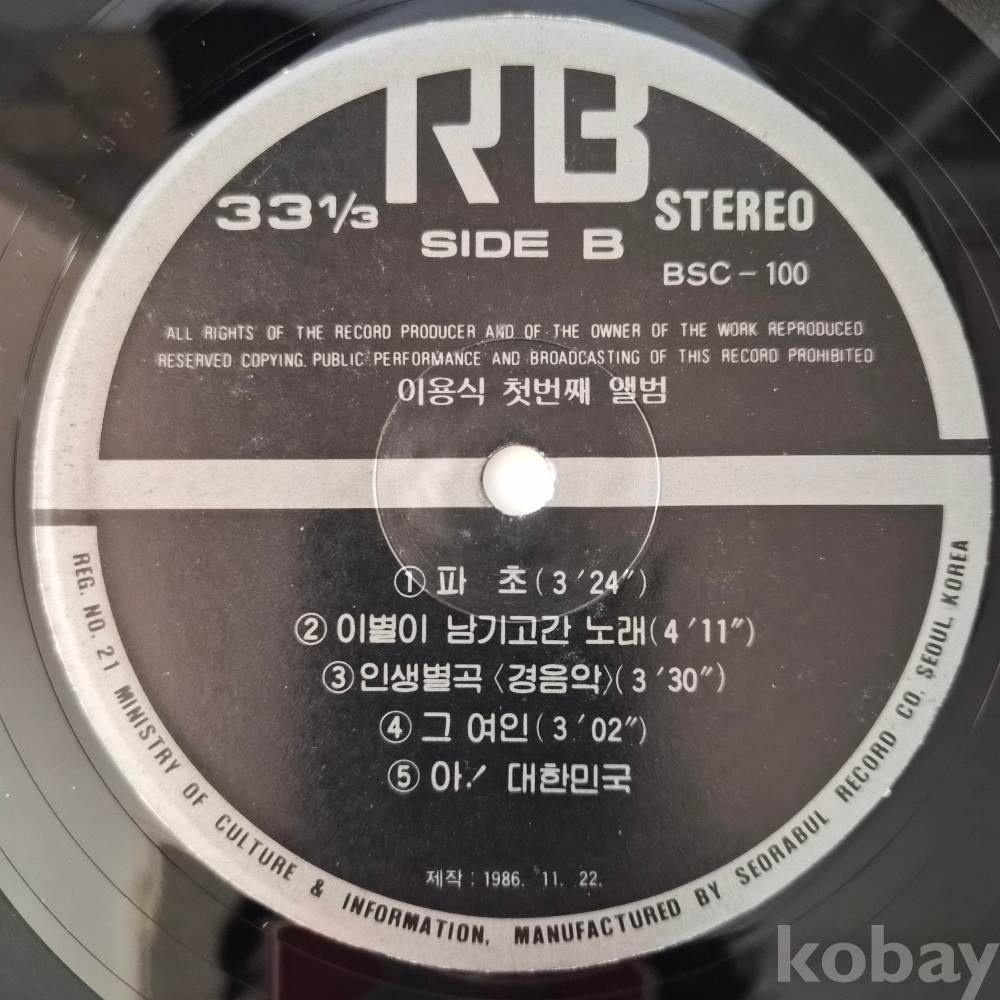 RB
33 1/3
STEREO
SIDE B
BSC - 100
ALL RIGHTS OF THE RECORD PRODUCER AND OF THE OWNER OF THE WORK REPRODUCED
RESERVED COPYING. PUBLIC PERFORMANCE AND BROADCASTING OF THIS RECORD PROHIBITED
이용식 첫번째 앨범
① 파 초 (3′24″)
② 이별이 남기고간 노래 (4′11″)
③ 인생별곡 〈경음악〉 (3′30″)
④ 그 여인 (3′02″)
⑤ 아! 대한민국
제작 : 1986. 11. 22.
REG. NO. 21 MINISTRY OF CULTURE & INFORMATION. MANUFACTURED BY SEORABUL RECORD CO. SEOUL KOREA
kobay